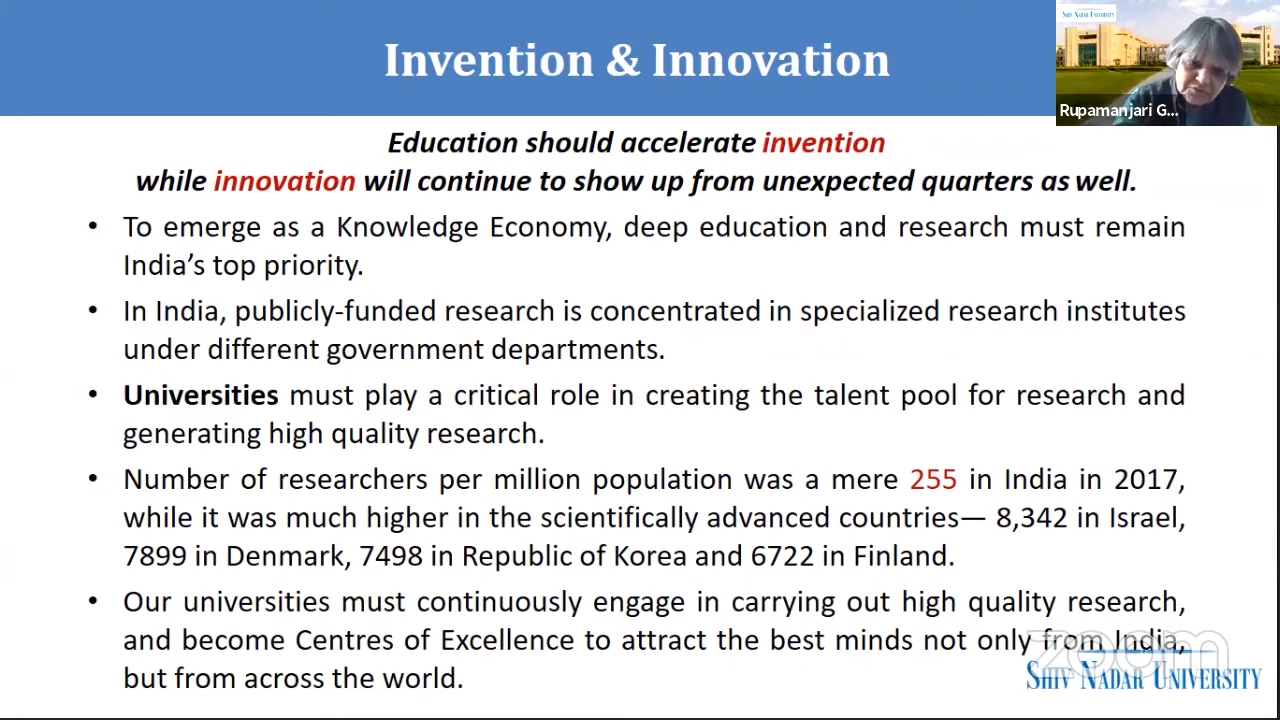 Invention & Innovation
SHIV NADAR UNIVERSITY
Rupamanjari G...
Education should accelerate invention
while innovation will continue to show up from unexpected quarters as well.
• To emerge as a Knowledge Economy, deep education and research must remain
India's top priority.
• In India, publicly-funded research is concentrated in specialized research institutes
under different government departments.
• Universities must play a critical role in creating the talent pool for research and
generating high quality research.
• Number of researchers per million population was a mere 255 in India in 2017,
while it was much higher in the scientifically advanced countries— 8,342 in Israel,
7899 in Denmark, 7498 in Republic of Korea and 6722 in Finland.
• Our universities must continuously engage in carrying out high quality research,
and become Centres of Excellence to attract the best minds not only from India,
but from across the world.
zoom
SHIV NADAR UNIVERSITY